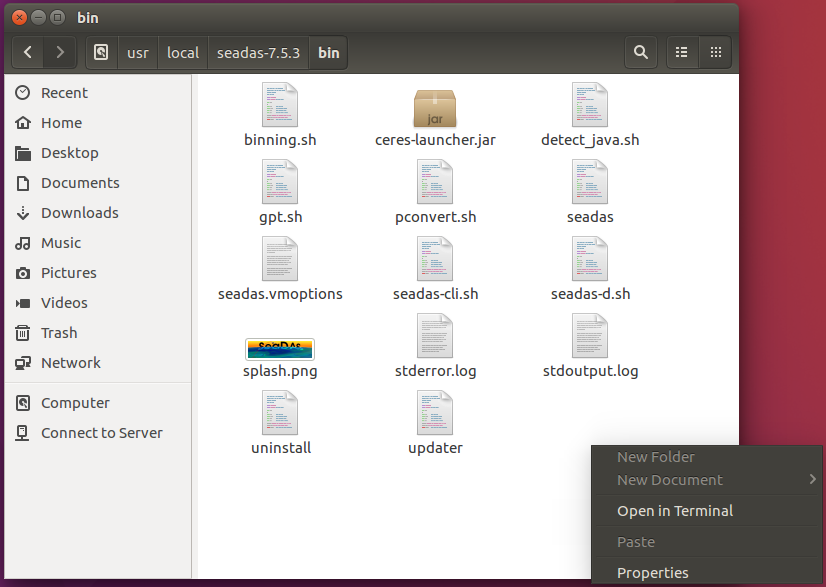 bin
usr local seadas-7.5.3 bin
Recent
Home
Desktop
Documents
Downloads
Music
Pictures
Videos
Trash
Network
Computer
Connect to Server
binning.sh ceres-launcher.jar detect_java.sh
jar
gpt.sh pconvert.sh seadas
seadas.vmoptions seadas-cli.sh seadas-d.sh
SeaDAS
splash.png stderror.log stdoutput.log
uninstall updater
New Folder
New Document
Open in Terminal
Paste
Properties